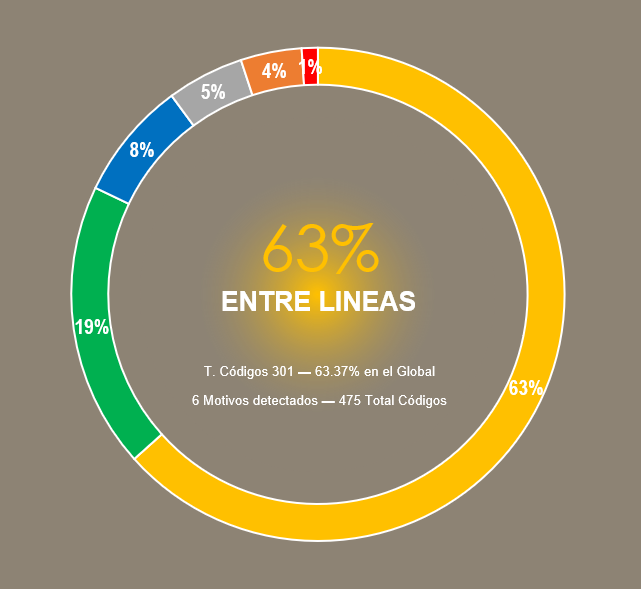 1%
4%
5%
8%
63%
ENTRE LINEAS
19%
T. Códigos 301 — 63.37% en el Global
63%
6 Motivos detectados — 475 Total Códigos